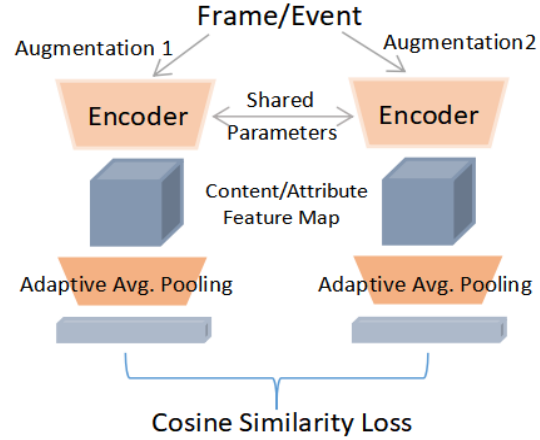 Frame/Event
Augmentation 1
Augmentation2
Encoder
Shared
Parameters
Encoder
Content/Attribute
Feature Map
Adaptive Avg. Pooling
Adaptive Avg. Pooling
Cosine Similarity Loss